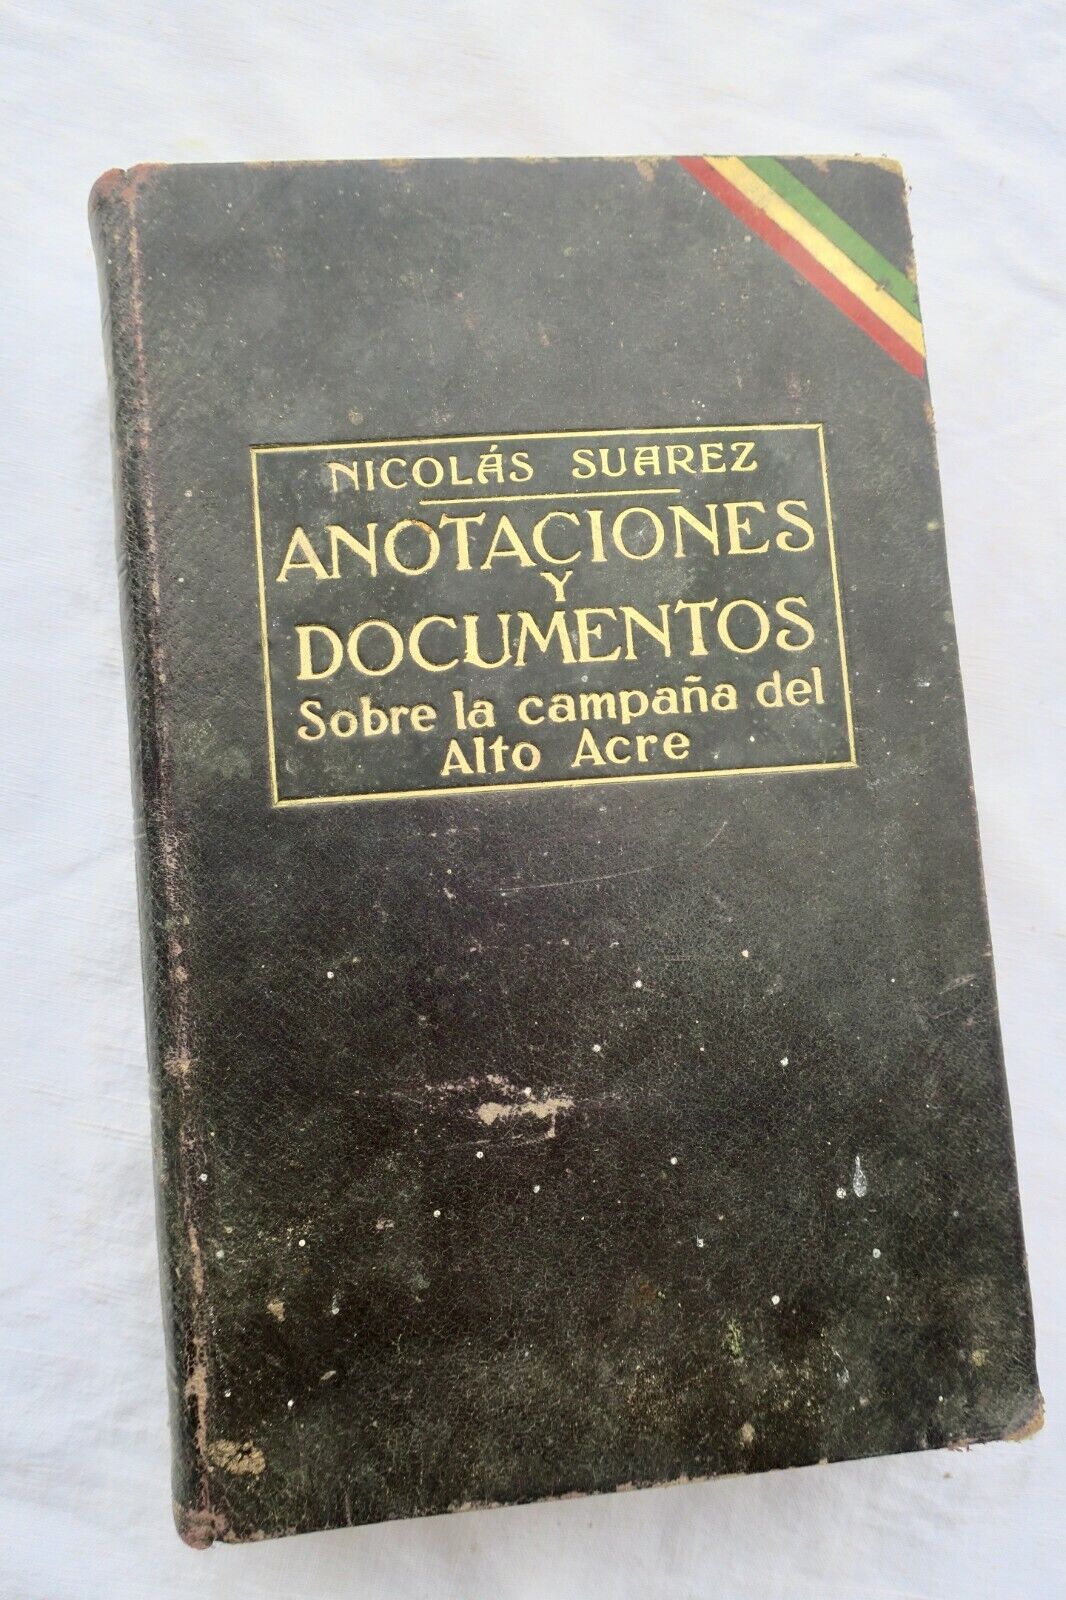 NICOLÁS SUAREZ
ANOTACIONES
Y
DOCUMENTOS
Sobre la campaña del
Alto Acre